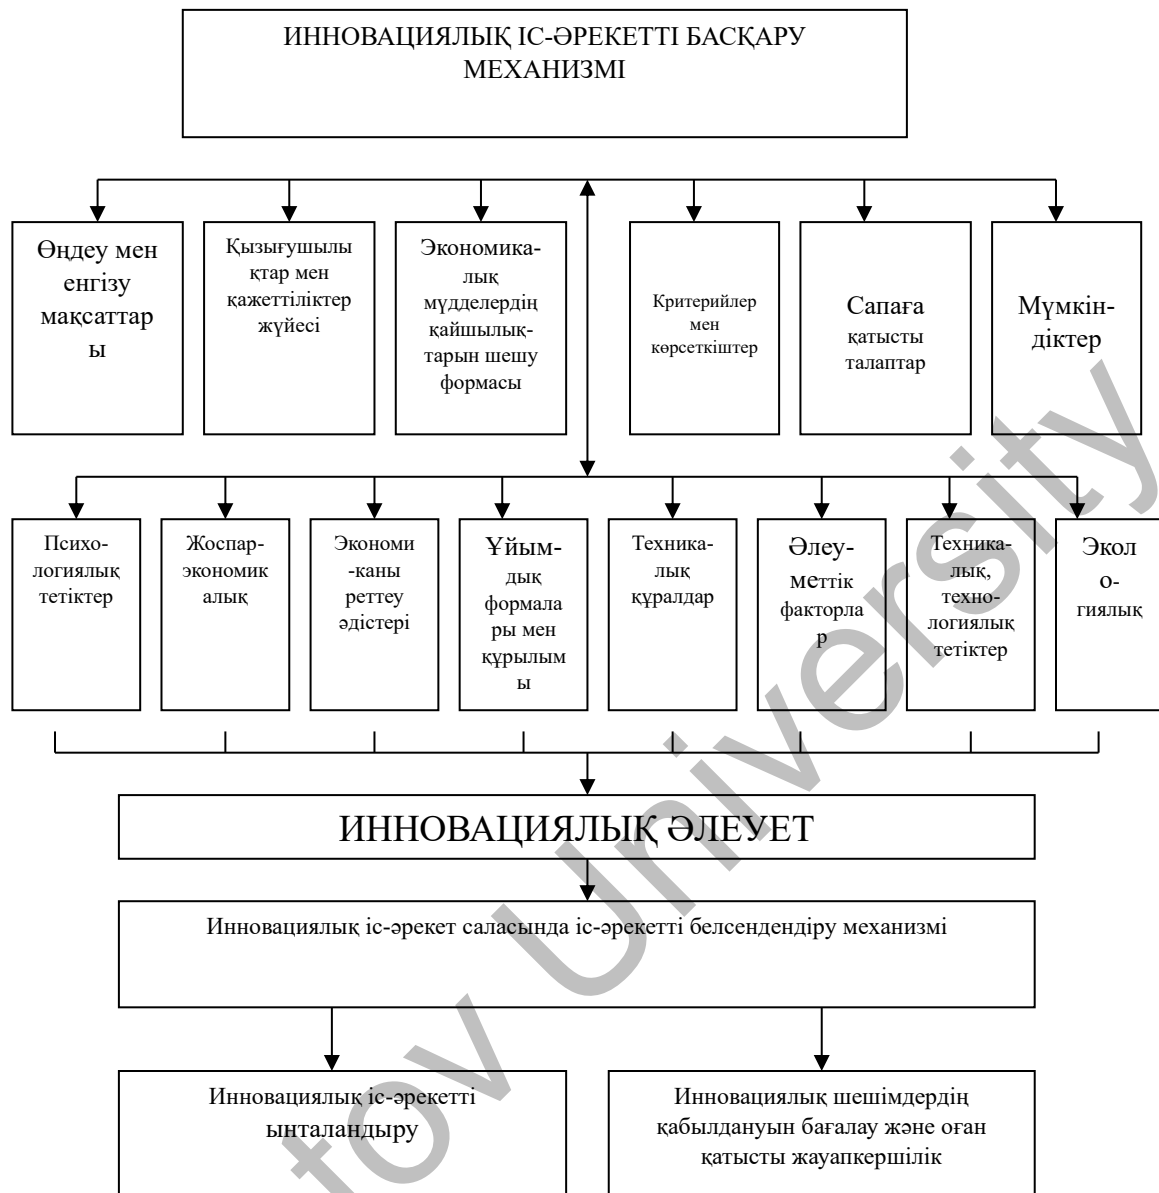 ИННОВАЦИЯЛЫҚ ІС-ӘРЕКЕТТІ БАСҚАРУ
МЕХАНИЗМІ
Өңдеу мен
енгізу
мақсаттар
ы
Қызығушылы
қтар мен
қажеттіліктер
жүйесі
Экономика-
лық
мүдделердің
қайшылық-
тарын шешу
формасы
Критерийлер
мен
көрсеткіштер
Сапаға
қатысты
талаптар
Мүмкін-
діктер
Психо-
логиялық
тетіктер
Жоспар-
экономик
алық
Экономи
-каны
реттеу
әдістері
Ұйым-
дық
формала
ры мен
құрылым
ы
Техника-
лық
құралдар
Әлеу-
меттік
факторла
р
Техника-
лық,
техно-
логиялық
тетіктер
Экол
о-
гиялық
ИННОВАЦИЯЛЫҚ ӘЛЕУЕТ
Инновациялық іс-әрекет саласында іс-әрекетті белсендендіру механизмі
Инновациялық іс-әрекетті
ынталандыру
Инновациялық шешімдердің
қабылдануын бағалау және оған
қатысты жауапкершілік
tov University